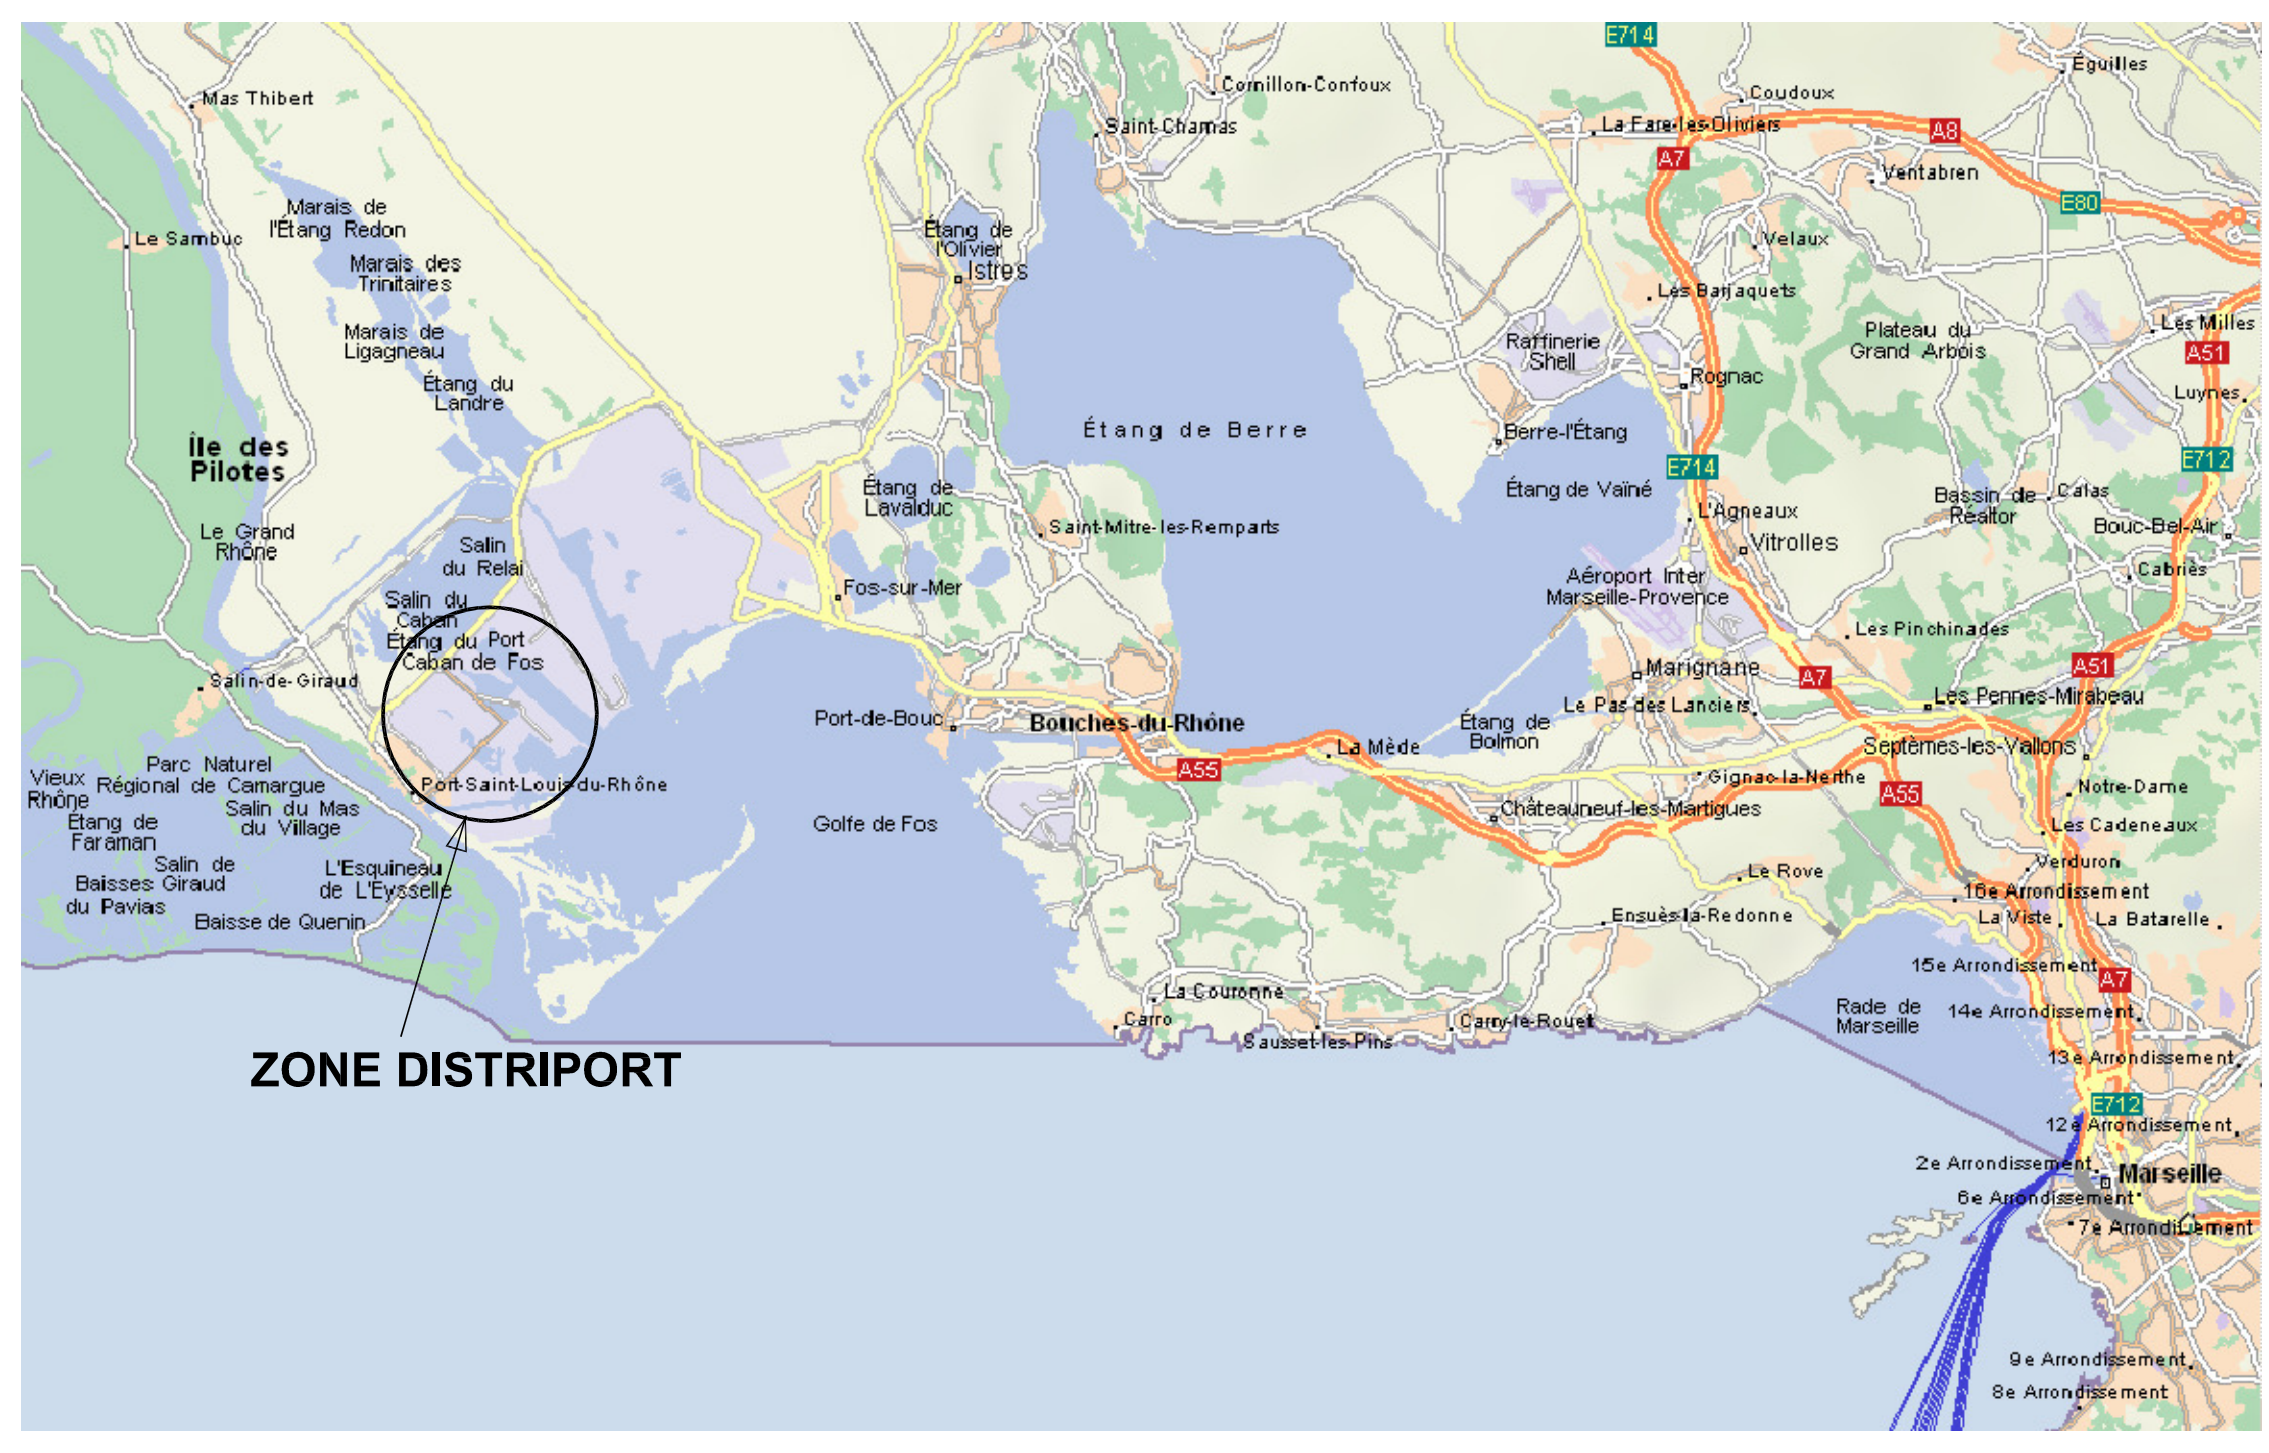 E714
Éguilles
Mas Thibert
Cornillon-Confoux
Coudoux
Saint-Chamas
La Fare-les-Oliviers
A8
A7
Ventabren
Marais de
l'Étang Redon
E80
Le Sambuc
Étang de
l'Olivier
Istres
Velaux
Marais des
Trinitaires
Les Barjaquets
Marais de
Ligagneau
Raffinerie
Shell
Plateau du
Grand Arbois
Les Milles
A51
Étang du
Landre
Rognac
Luynes
Île des
Pilotes
Étang de Berre
Berre-l'Étang
E714
E712
Étang de
Lavalduc
Étang de Vaïné
Bassin de
Réaltor
Calas
Le Grand
Rhône
Saint-Mitre-les-Remparts
L'Agneaux
Bouc-Bel-Air
Vitrolles
Salin
du Relai
Fos-sur-Mer
Aéroport Inter
Marseille-Provence
Cabriès
Salin du
Caban
Étang du Port
Caban de Fos
Les Pinchinades
Salin-de-Giraud
Marignane
A7
A51
Les Pennes-Mirabeau
Port-de-Bouc
Bouches-du-Rhône
Le Pas des Lanciers
Étang de
Bolmon
La Mède
Septèmes-les-Vallons
A55
Parc Naturel
Régional de Camargue
Vieux
Rhône
Port-Saint-Louis-du-Rhône
Gignac-la-Nerthe
A55
Notre-Dame
Étang de
Faraman
Salin du Mas
du Village
Golfe de Fos
Châteauneuf-les-Martigues
Les Cadeneaux
Salin de
Baisses Giraud
du Pavias
L'Esquineau
de L'Eysselle
Le Rove
Verduron
16e Arrondissement
Baisse de Quenin
Ensuès-la-Redonne
La Viste
La Batarelle
15e Arrondissement
A7
La Couronne
Carro
Carry-le-Rouet
Sausset-les-Pins
Rade de
Marseille
14e Arrondissement
13e Arrondissement
ZONE DISTRIPORT
E712
12e Arrondissement
2e Arrondissement
Marseille
6e Arrondissement
7e Arrondissement
9e Arrondissement
8e Arrondissement